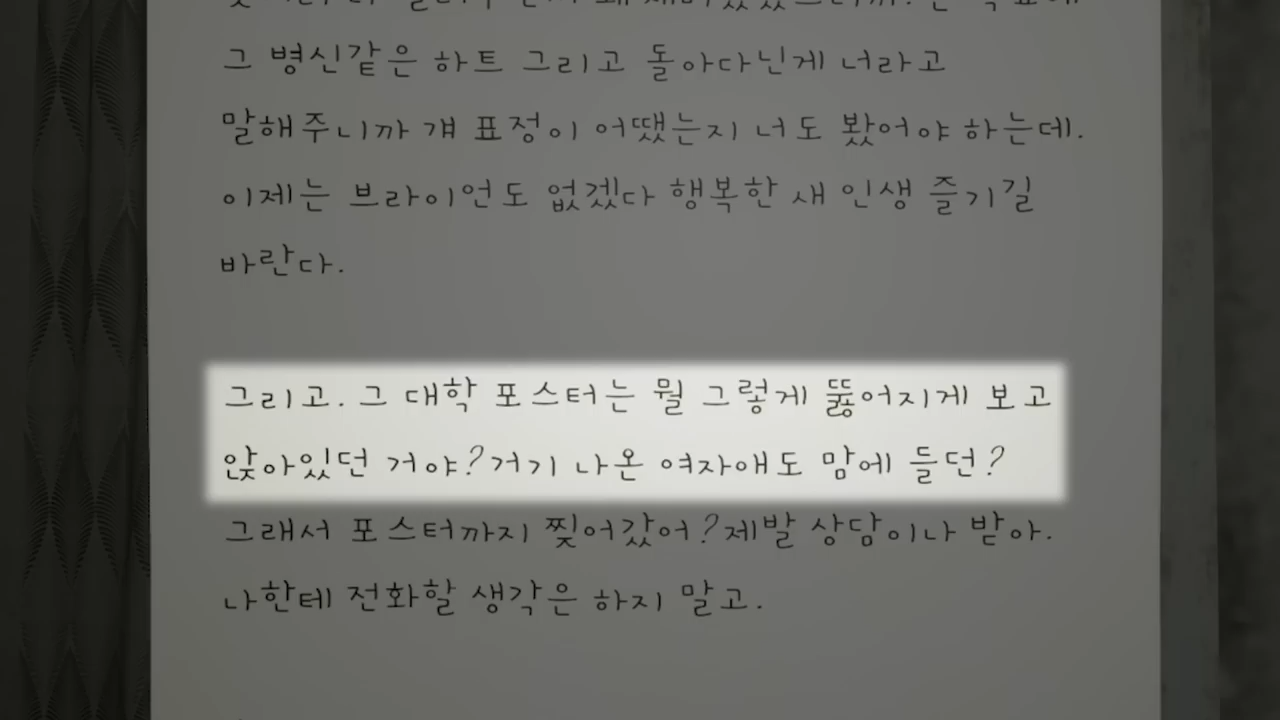 그 병신같은 하트 그리고 돌아다닌게 너라고
말해주니까 걔 표정이 어땠는지 너도 봤어야 하는데.
이제는 브라이언도 없겠다 행복한 새 인생 즐기길
바란다.
그리고. 그 대학 포스터는 뭘 그렇게 뚫어지게 보고
앉아있던 거야? 거기 나온 여자애도 맘에 들던?
그래서 포스터까지 찢어갔어? 제발 상담이나 받아.
나한테 전화할 생각은 하지 말고.